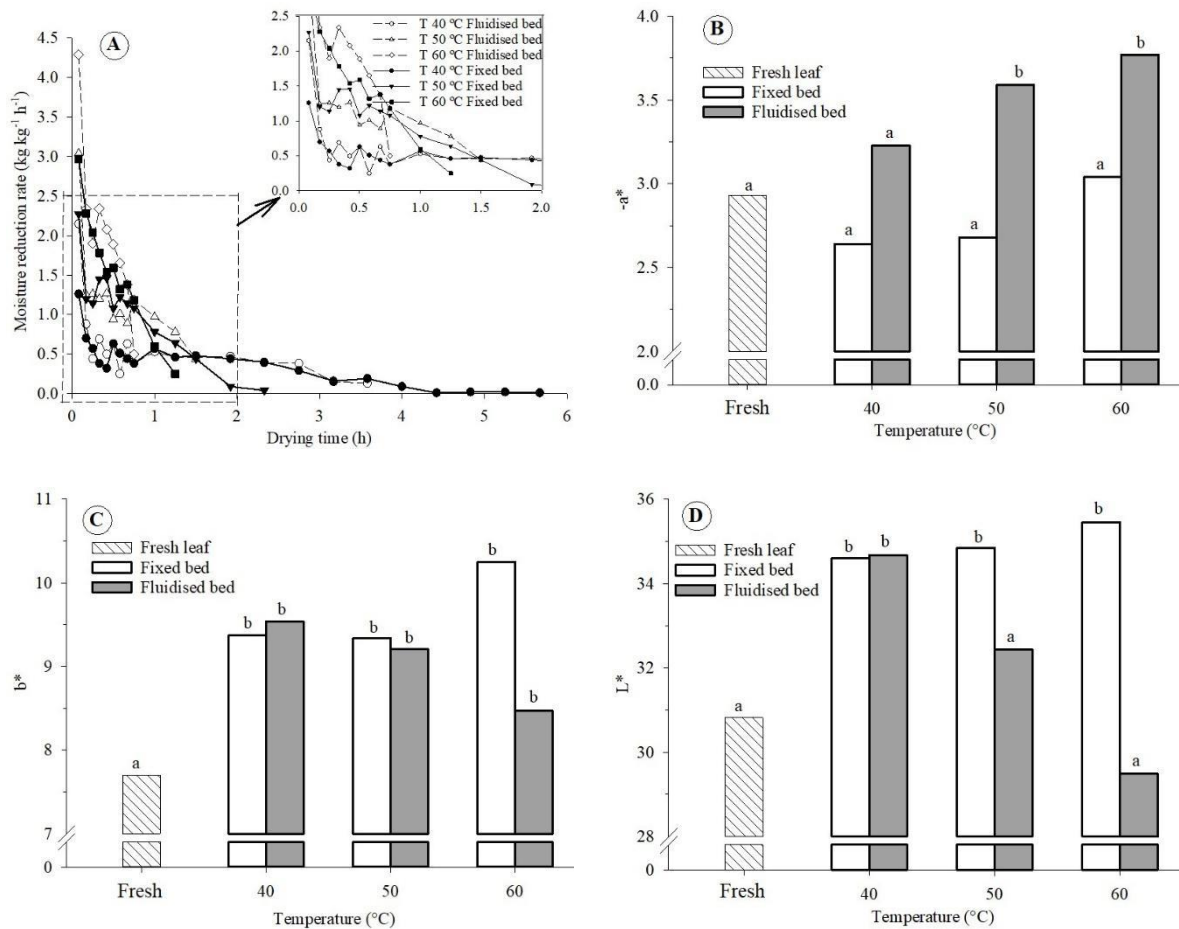 A
4.5
4.0
3.5
3.0
2.5
2.0
1.5
1.0
0.5
0.0
Moisture reduction rate (kg kg⁻¹ h⁻¹)
0
1
2
3
4
5
6
Drying time (h)
2.5
2.0
1.5
1.0
0.5
0.0
0.0
0.5
1.0
1.5
2.0
T 40 ºC Fluidised bed
T 50 ºC Fluidised bed
T 60 ºC Fluidised bed
T 40 ºC Fixed bed
T 50 ºC Fixed bed
T 60 ºC Fixed bed
B
Fresh leaf
Fixed bed
Fluidised bed
4.0
3.5
3.0
2.5
2.0
0.0
-a*
a
a
a
a
b
a
b
Fresh
40
50
60
Temperature (°C)
C
Fresh leaf
Fixed bed
Fluidised bed
11
10
9
8
7
0
b*
a
b
b
b
b
b
b
Fresh
40
50
60
Temperature (°C)
D
Fresh leaf
Fixed bed
Fluidised bed
36
34
32
30
28
0
L*
a
b
b
b
a
b
a
Fresh
40
50
60
Temperature (°C)